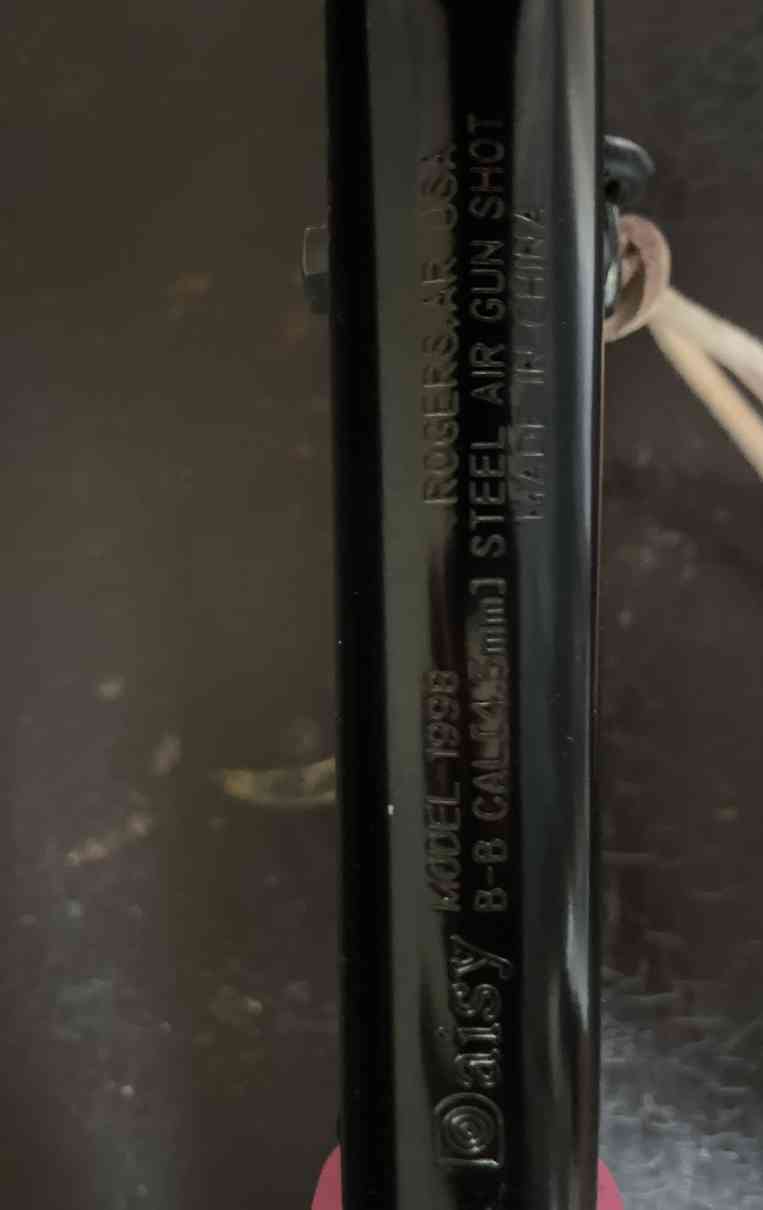 Daisy
MODEL-1998 ROGERS, AR USA
B-B CAL[4.5mm] STEEL AIR GUN SHOT
MADE IN CHINA